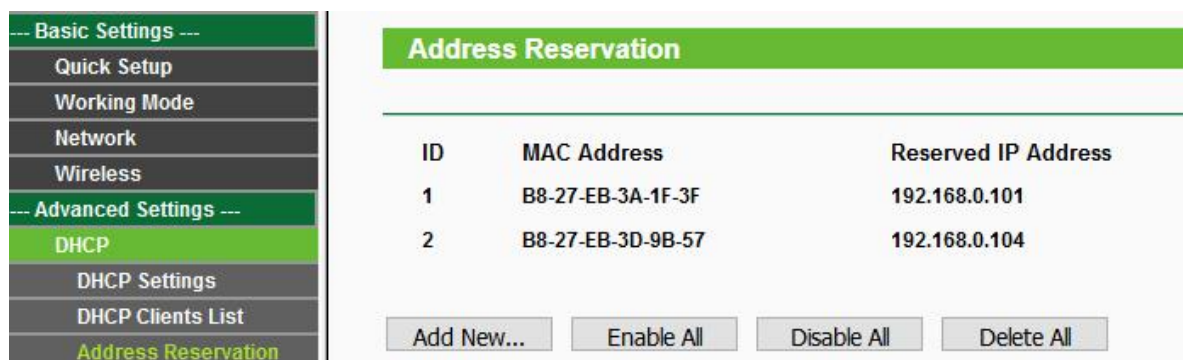 --- Basic Settings ---
Quick Setup
Working Mode
Network
Wireless
--- Advanced Settings ---
DHCP
DHCP Settings
DHCP Clients List
Address Reservation
Address Reservation
ID MAC Address Reserved IP Address
1 B8-27-EB-3A-1F-3F 192.168.0.101
2 B8-27-EB-3D-9B-57 192.168.0.104
Add New... Enable All Disable All Delete All